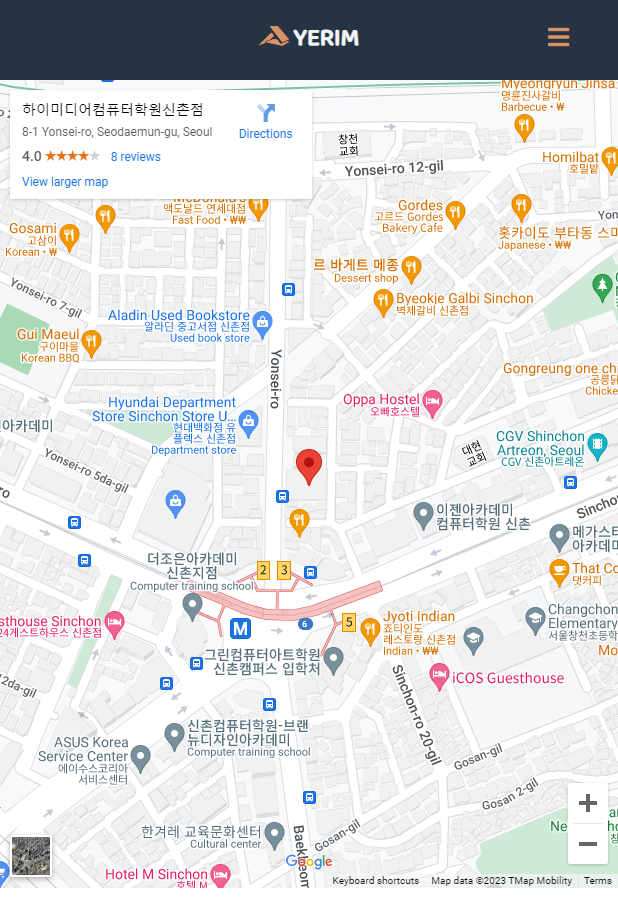 YERIM
하이미디어컴퓨터학원신촌점
8-1 Yonsei-ro, Seodaemun-gu, Seoul
4.0
8 reviews
View larger map
Directions
Myeongryun Jinsa
명륜진사갈비
Barbecue • ₩
창천
교회
Yonsei-ro 12-gil
Homilbat
호밀밭
McDonald's
맥도날드 연세대점
Fast Food • ₩₩
Gordes
고르드 Gordes
Bakery Cafe
Gosami
고삼이
Korean • ₩
홋카이도 부타동 스미
Japanese • ₩₩
르 바게트 메종
Dessert shop
Yonsei-ro 7-gil
Byeokje Galbi Sinchon
벽제갈비 신촌점
Aladin Used Bookstore
알라딘 중고서점 신촌점
Used book store
Gui Maeul
구이마을
Korean BBQ
Yonsei-ro
Gongreung one ch
공릉닭
Chicke
Oppa Hostel
오빠호스텔
Hyundai Department
Store Sinchon Store U...
현대백화점 유
플렉스 신촌점
Department store
아카데미
대현
교회
CGV Shinchon
Artreon, Seoul
CGV 신촌아트레온
Yonsei-ro 5da-gil
이젠아카데미
컴퓨터학원 신촌
Sinchon
메가스터
아카데미
더조은아카데미
신촌지점
Computer training school
2
3
That Co
댓커피
5
6
M
sthouse Sinchon
24게스트하우스 신촌점
Jyoti Indian
죠티인도
레스토랑 신촌점
Indian • ₩₩
Changchon
Elementary
서울창천초등학
Mo
그린컴퓨터아트학원
신촌캠퍼스 입학처
iCOS Guesthouse
12da-gil
Sinchon-ro 20-gil
신촌컴퓨터학원-브랜
뉴디자인아카데미
Computer training school
ASUS Korea
Service Center
에이수스코리아
서비스센터
Gosan-gil
Gosan 2-gil
한겨레 교육문화센터
Cultural center
Gosan-gil
Baekbeom
Hotel M
호텔 M
Google
Keyboard shortcuts
Map data ©2023 TMap Mobility
Terms